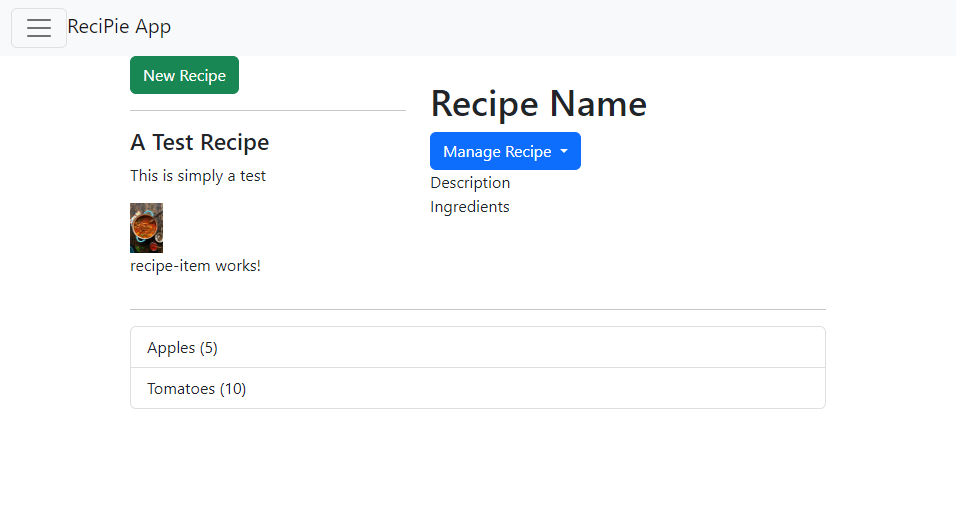 ReciPie App
New Recipe
A Test Recipe
This is simply a test
recipe-item works!
Recipe Name
Manage Recipe
Description
Ingredients
Apples (5)
Tomatoes (10)